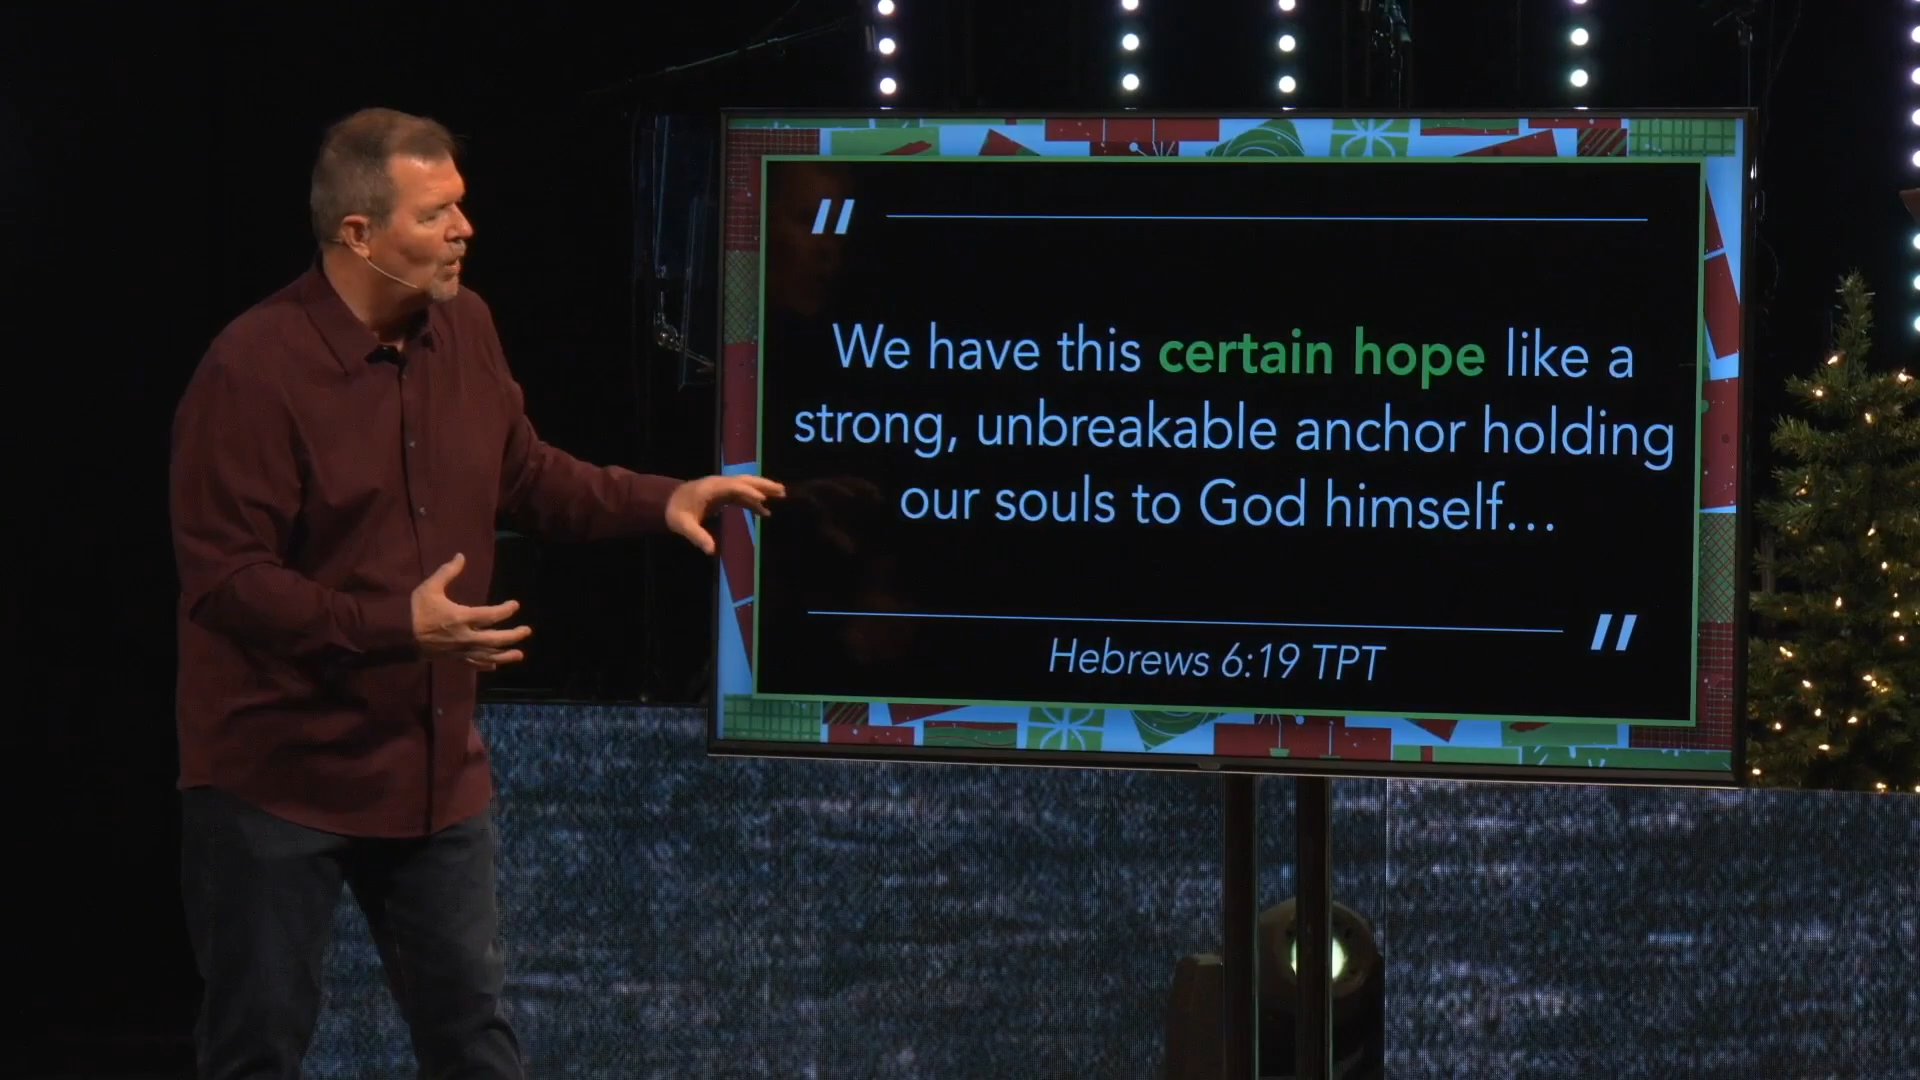 "
We have this certain hope like a
strong, unbreakable anchor holding
our souls to God himself...
"
Hebrews 6:19 TPT